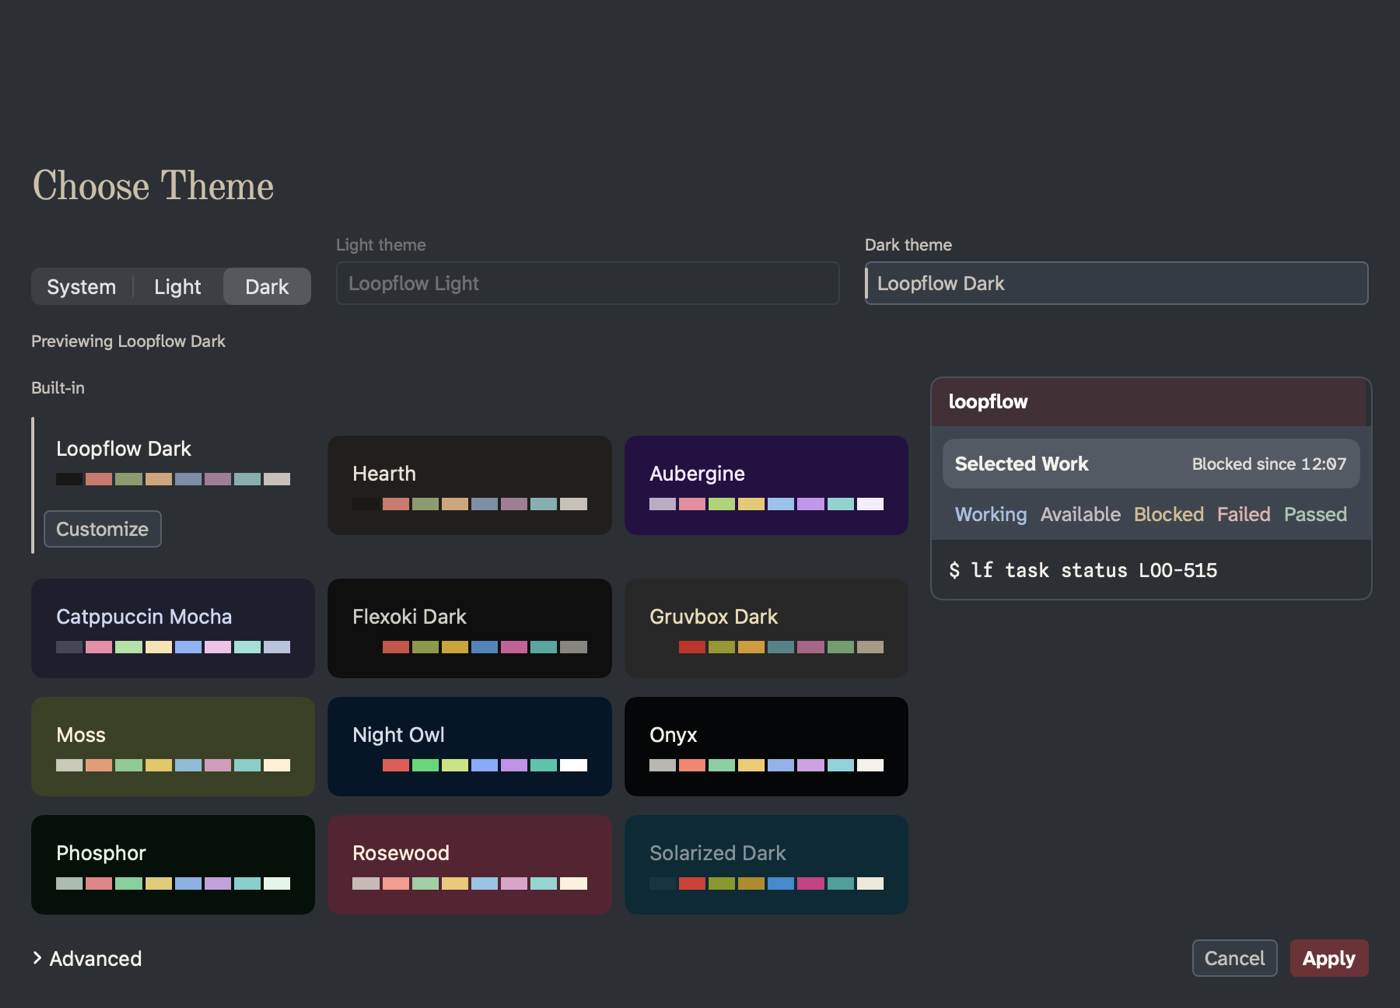 Choose Theme
Light theme
Dark theme
System
Light
Dark
Loopflow Light
Loopflow Dark
Previewing Loopflow Dark
Built-in
Loopflow Dark
Customize
Hearth
Aubergine
Catppuccin Mocha
Flexoki Dark
Gruvbox Dark
Moss
Night Owl
Onyx
Phosphor
Rosewood
Solarized Dark
loopflow
Selected Work
Blocked since 12:07
Working Available Blocked Failed Passed
$ lf task status LOO-515
Advanced
Cancel
Apply